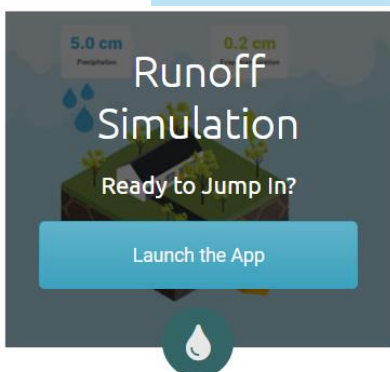 5.0 cm
Precipitation
0.2 cm
Runoff
Simulation
Ready to Jump In?
Launch the App